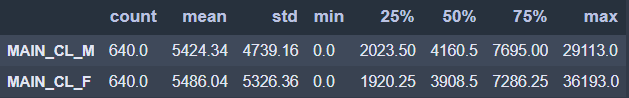 count mean std min 25% 50% 75% max
MAIN_CL_M 640.0 5424.34 4739.16 0.0 2023.50 4160.5 7695.00 29113.0
MAIN_CL_F 640.0 5486.04 5326.36 0.0 1920.25 3908.5 7286.25 36193.0